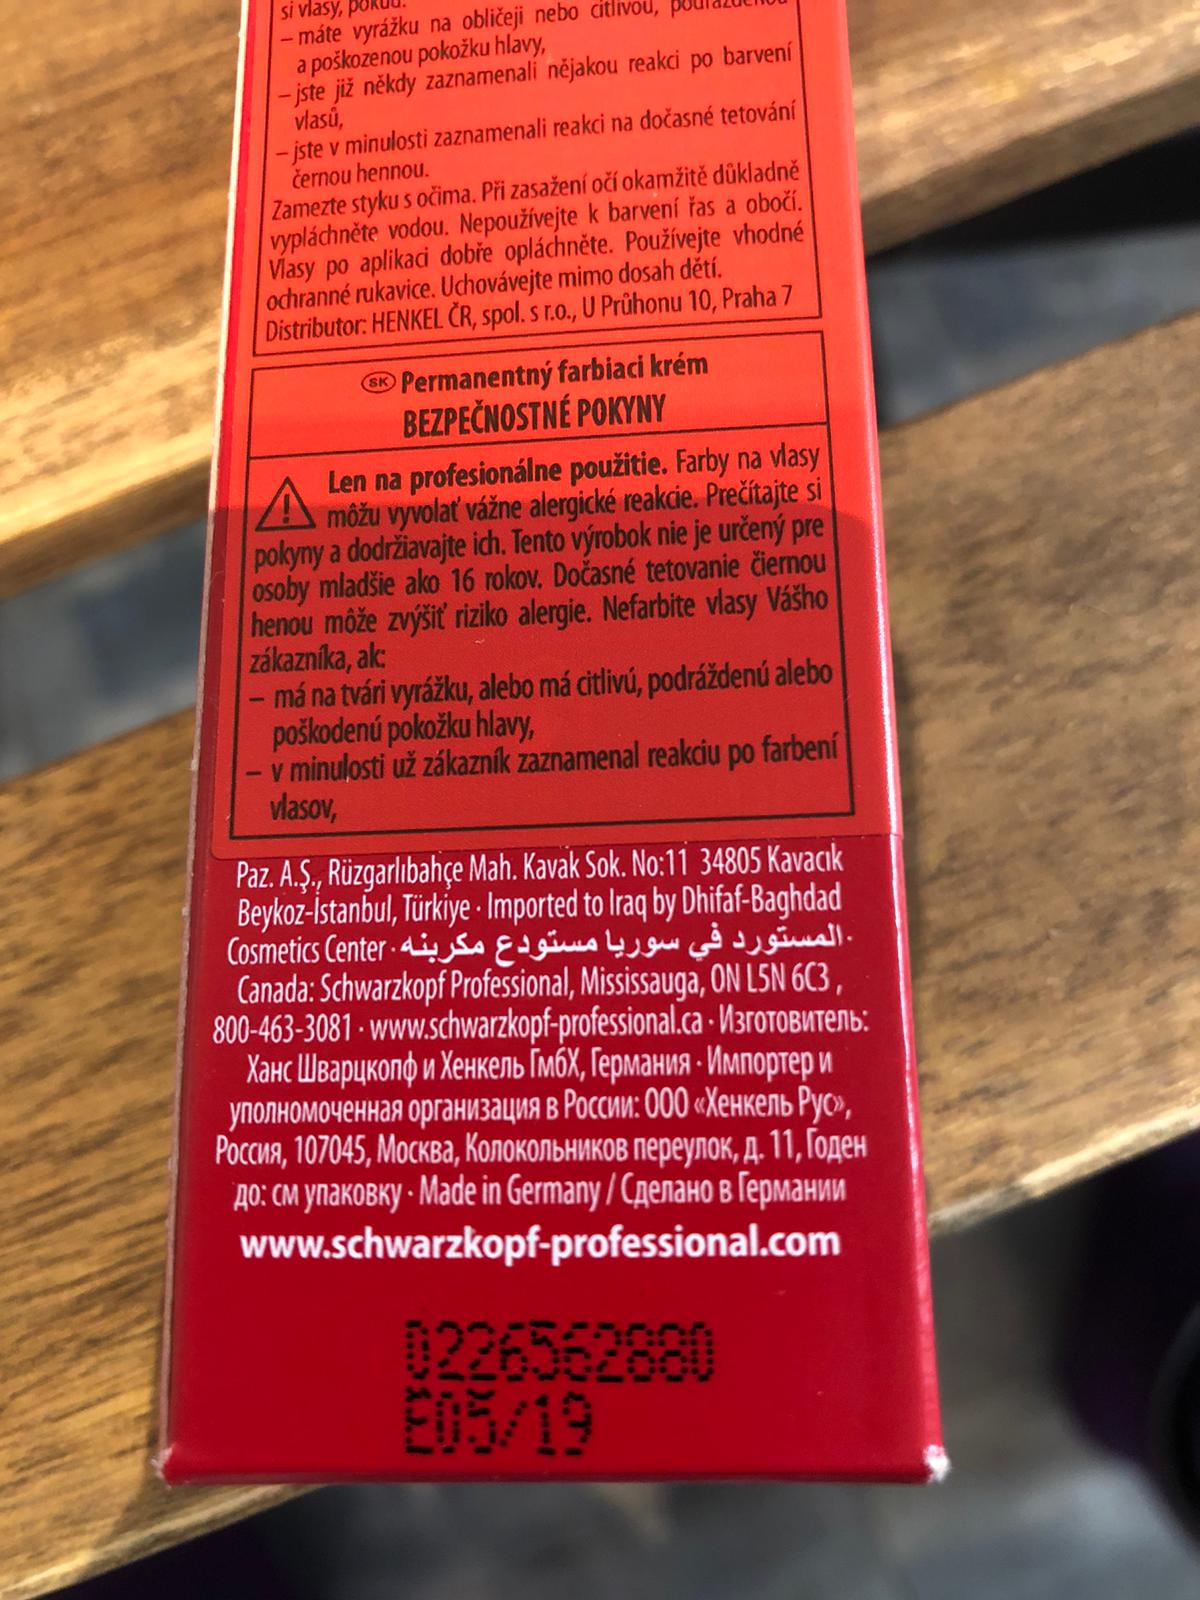 si vlasy, pokud:
– máte vyrážku na obličeji nebo citlivou, podrážděnou
a poškozenou pokožku hlavy,
– jste již někdy zaznamenali nějakou reakci po barvení
vlasů,
– jste v minulosti zaznamenali reakci na dočasné tetování
černou hennou.
Zamezte styku s očima. Při zasažení očí okamžitě důkladně
vypláchněte vodou. Nepoužívejte k barvení řas a obočí.
Vlasy po aplikaci dobře opláchněte. Používejte vhodné
ochranné rukavice. Uchovávejte mimo dosah dětí.
Distributor: HENKEL ČR, spol. s r.o., U Průhonu 10, Praha 7
SK Permanentný farbiaci krém
BEZPEČNOSTNÉ POKYNY
Len na profesionálne použitie. Farby na vlasy
môžu vyvolať vážne alergické reakcie. Prečítajte si
pokyny a dodržiavajte ich. Tento výrobok nie je určený pre
osoby mladšie ako 16 rokov. Dočasné tetovanie čiernou
henou môže zvýšiť riziko alergie. Nefarbite vlasy Vášho
zákazníka, ak:
– má na tvári vyrážku, alebo má citlivú, podráždenú alebo
poškodenú pokožku hlavy,
– v minulosti už zákazník zaznamenal reakciu po farbení
vlasov,
Paz. A.Ş., Rüzgarlıbahçe Mah. Kavak Sok. No:11 34805 Kavacık
Beykoz-İstanbul, Türkiye · Imported to Iraq by Dhifaf-Baghdad
Cosmetics Center · المستورد في سوريا مستودع مكربنه ·
Canada: Schwarzkopf Professional, Mississauga, ON L5N 6C3 ,
800-463-3081 · www.schwarzkopf-professional.ca · Изготовитель:
Ханс Шварцкопф и Хенкель ГмбХ, Германия · Импортер и
уполномоченная организация в России: ООО «Хенкель Рус»,
Россия, 107045, Москва, Колокольников переулок, д. 11, Годен
до: см упаковку · Made in Germany / Сделано в Германии
www.schwarzkopf-professional.com
0226562880
E05/19